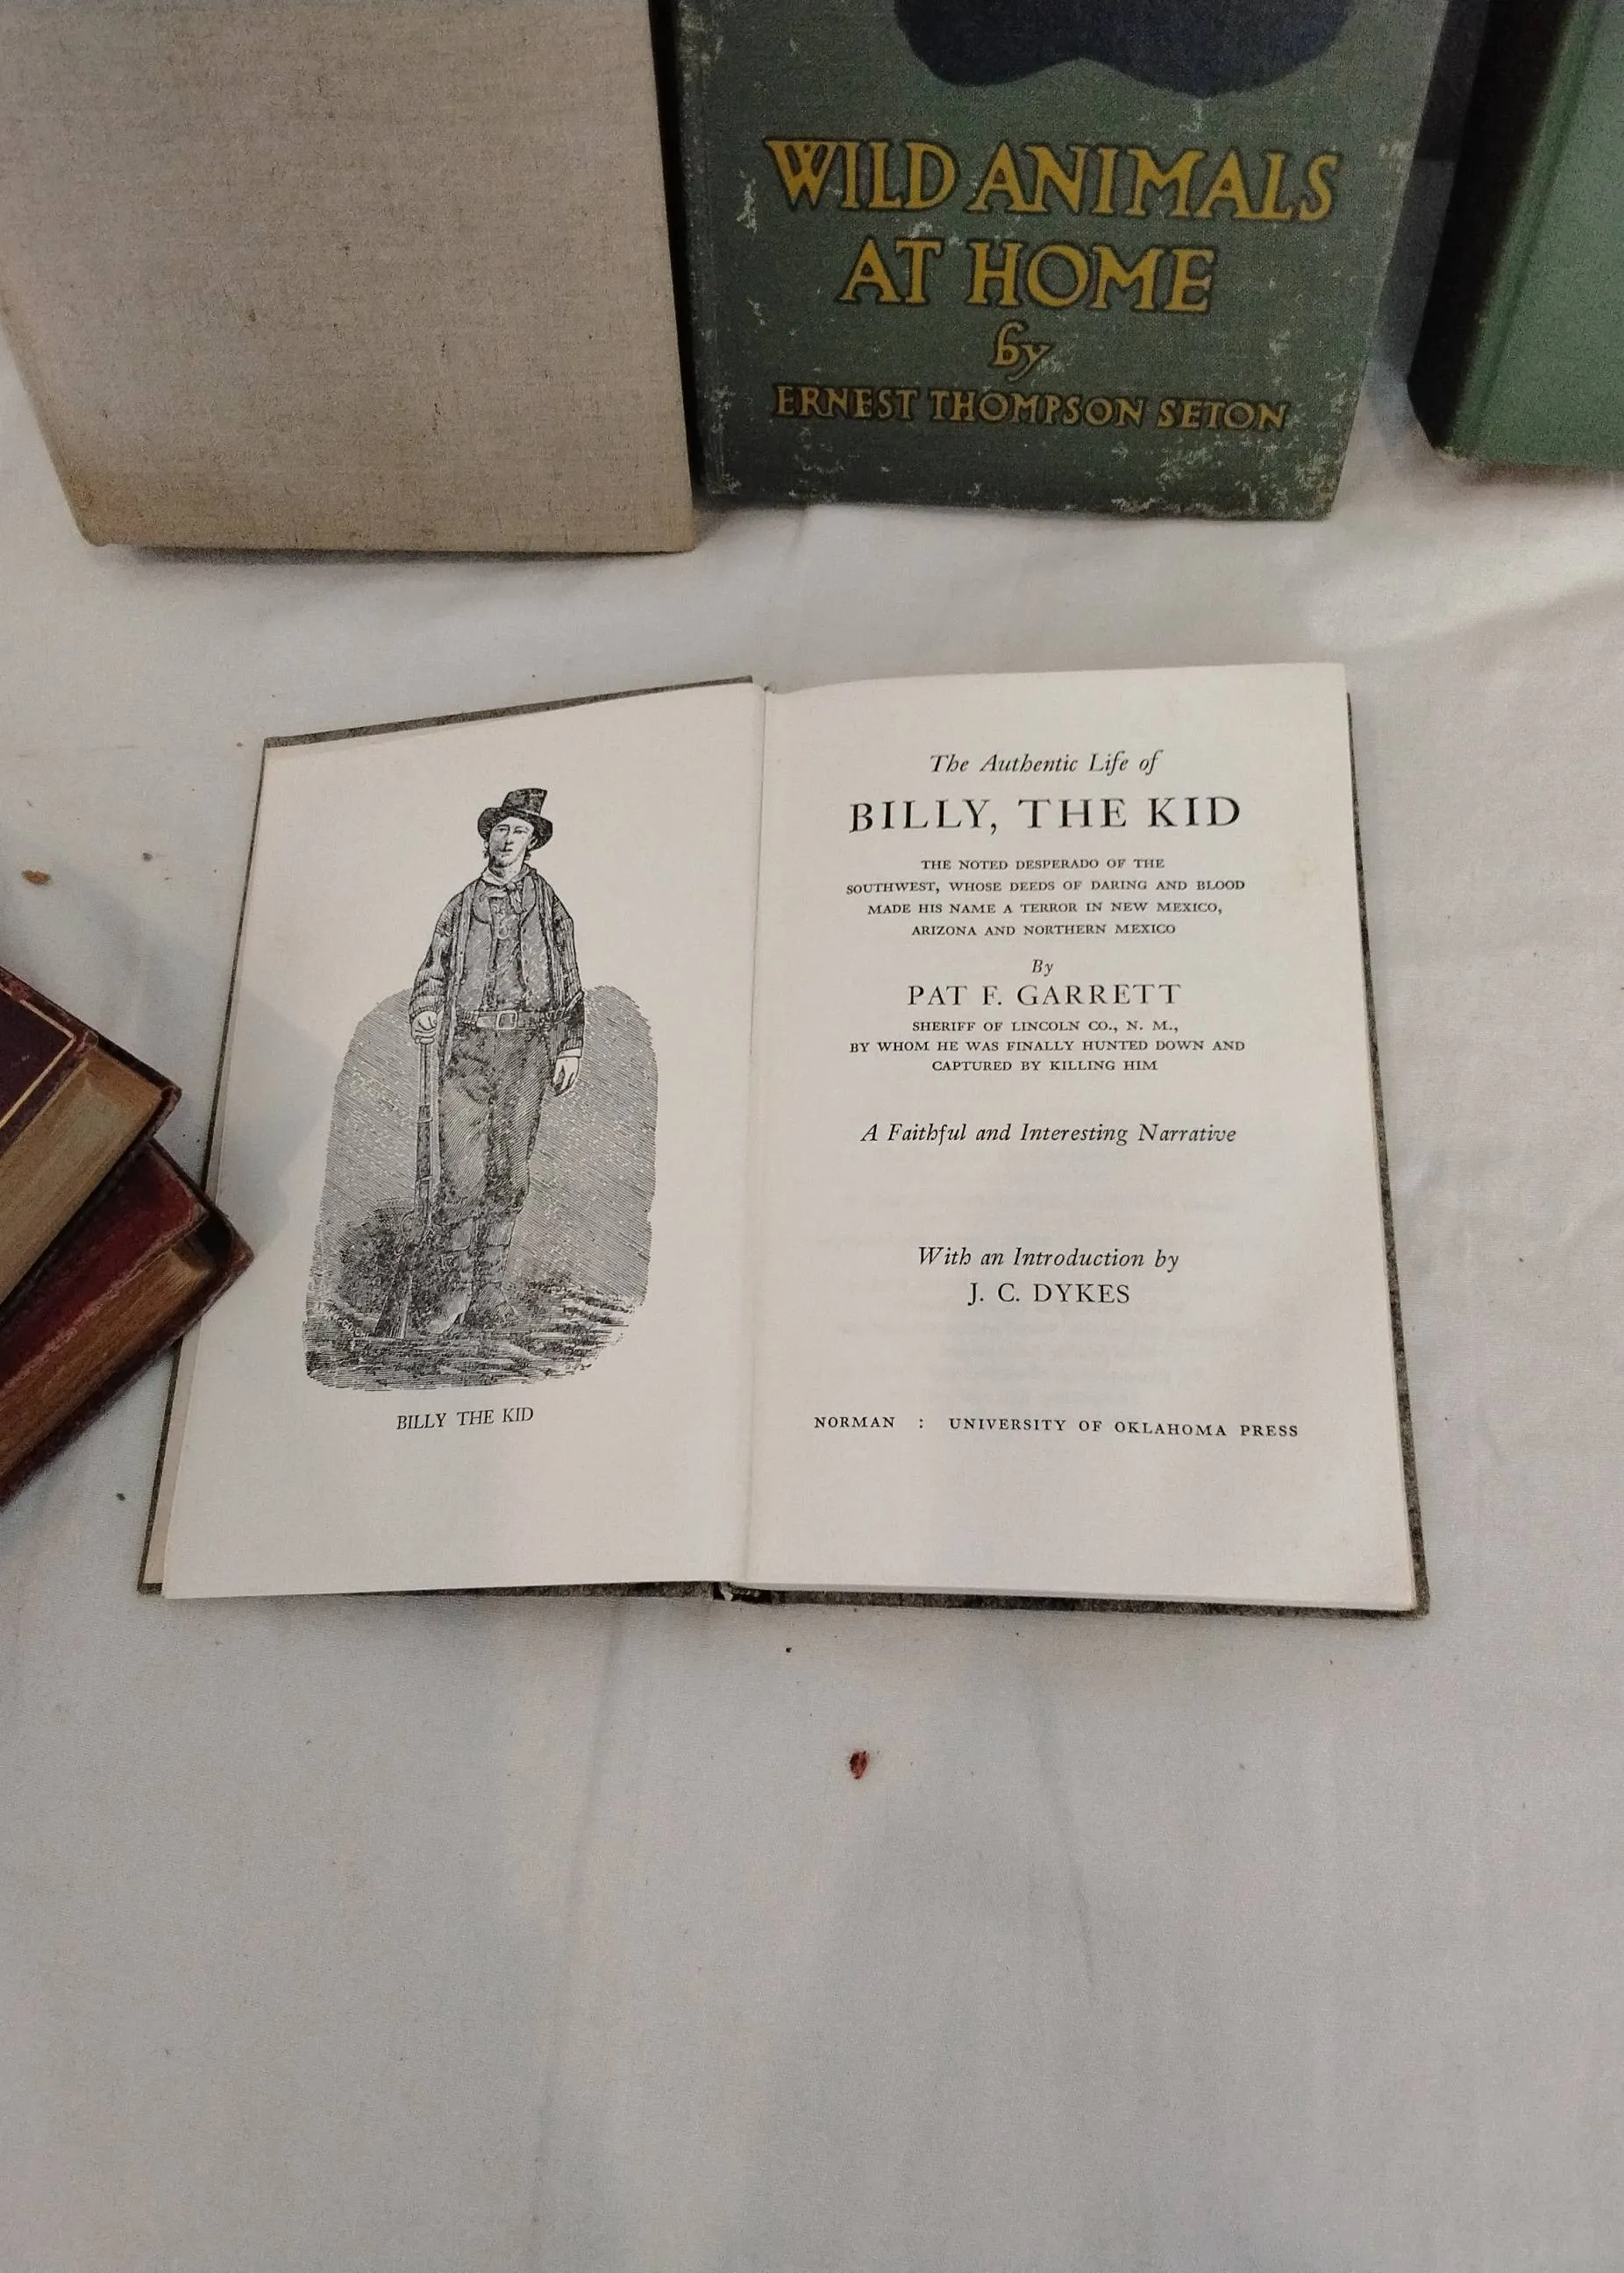 WILD ANIMALS
AT HOME
by
ERNEST THOMPSON SETON
BILLY THE KID
The Authentic Life of
BILLY, THE KID
THE NOTED DESPERADO OF THE
SOUTHWEST, WHOSE DEEDS OF DARING AND BLOOD
MADE HIS NAME A TERROR IN NEW MEXICO,
ARIZONA AND NORTHERN MEXICO
By
PAT F. GARRETT
SHERIFF OF LINCOLN CO., N. M.,
BY WHOM HE WAS FINALLY HUNTED DOWN AND
CAPTURED BY KILLING HIM
A Faithful and Interesting Narrative
With an Introduction by
J. C. DYKES
NORMAN : UNIVERSITY OF OKLAHOMA PRESS